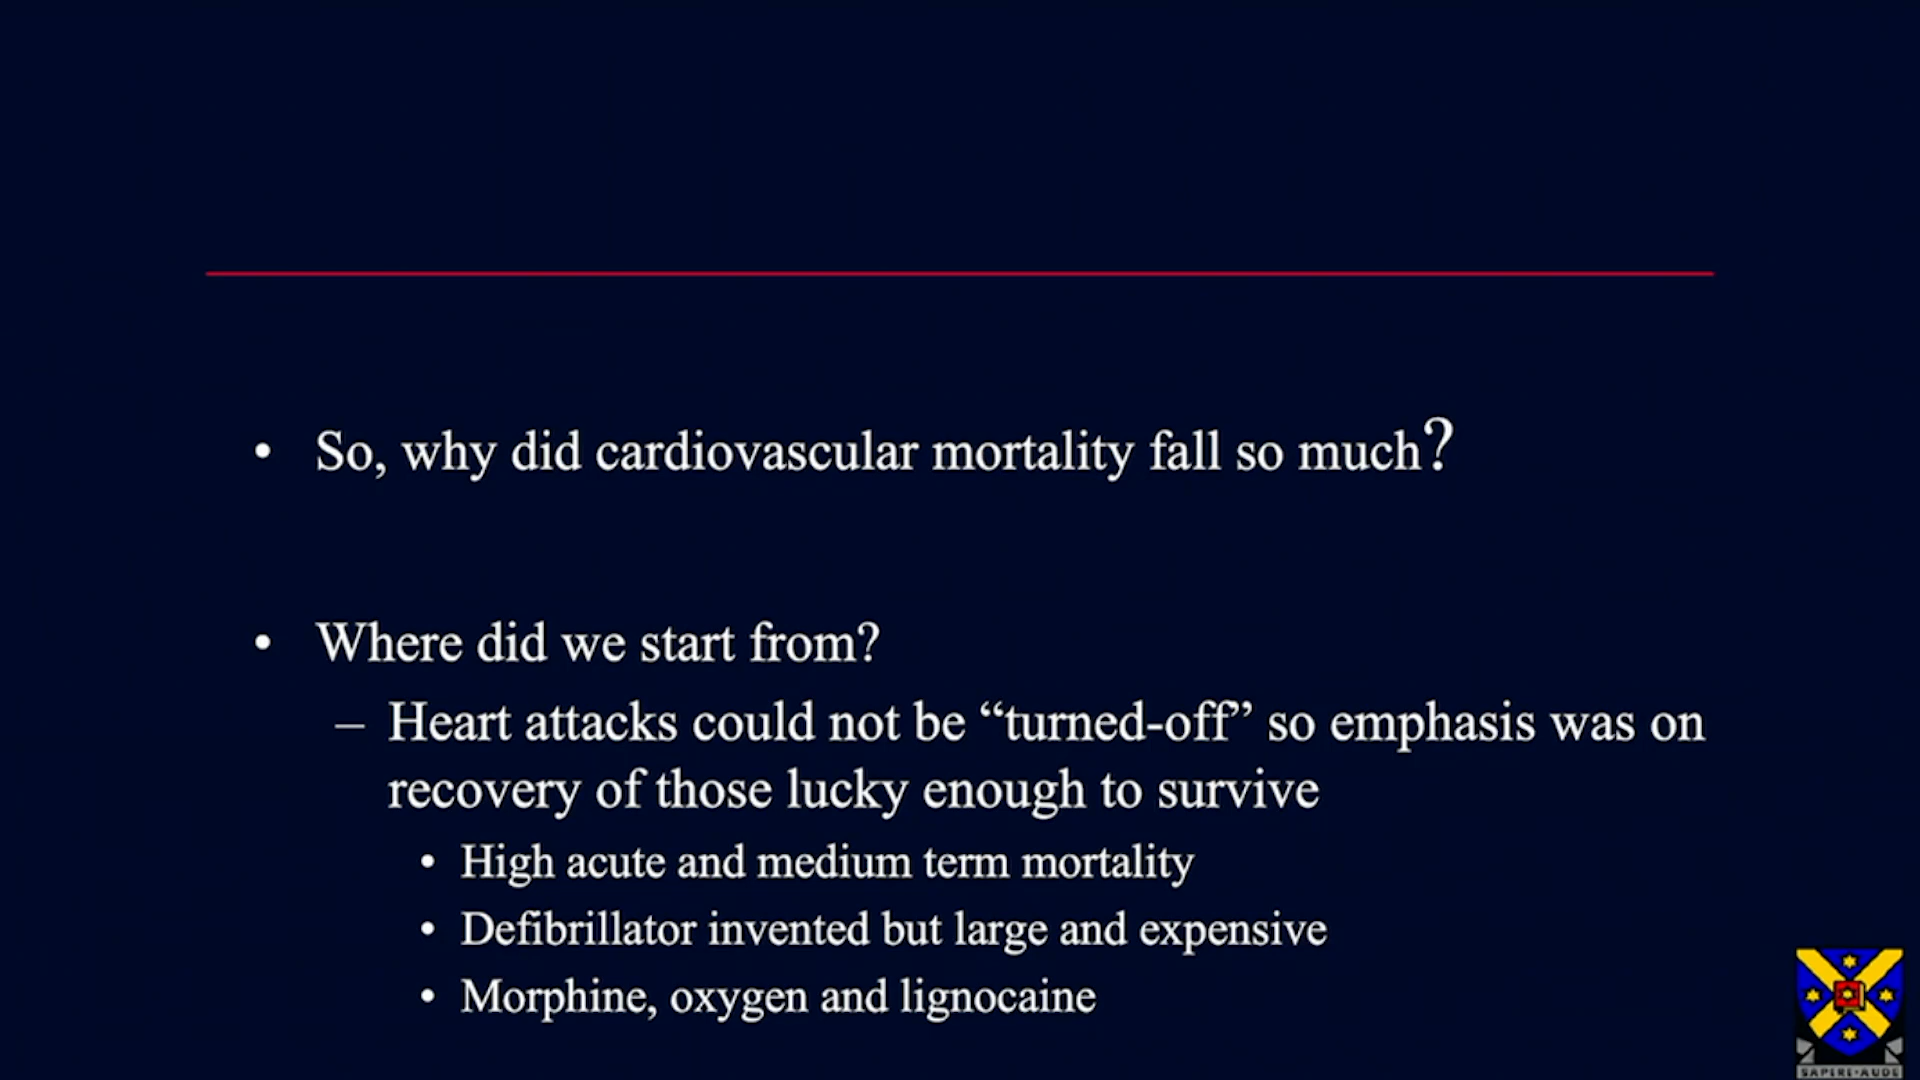 • So, why did cardiovascular mortality fall so much?
• Where did we start from?
– Heart attacks could not be “turned-off” so emphasis was on
recovery of those lucky enough to survive
• High acute and medium term mortality
• Defibrillator invented but large and expensive
• Morphine, oxygen and lignocaine
SAPERE·AUDE